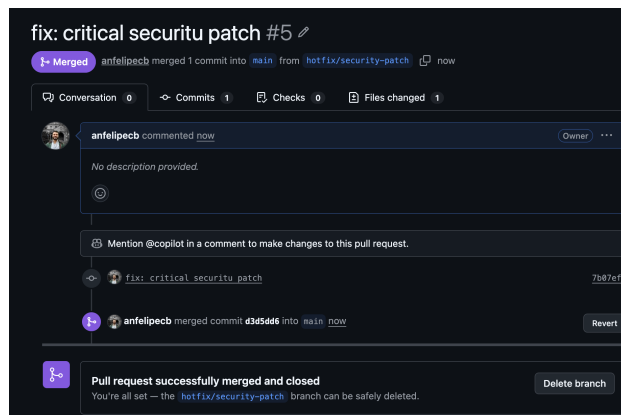 fix: critical securitu patch #5
Merged anfelipecb merged 1 commit into main from hotfix/security-patch now
Conversation 0 Commits 1 Checks 0 Files changed 1
anfelipecb commented now Owner ...
No description provided.
Mention @copilot in a comment to make changes to this pull request.
fix: critical securitu patch 7b07ef
anfelipecb merged commit d3d5dd6 into main now Revert
Pull request successfully merged and closed
You're all set — the hotfix/security-patch branch can be safely deleted.
Delete branch